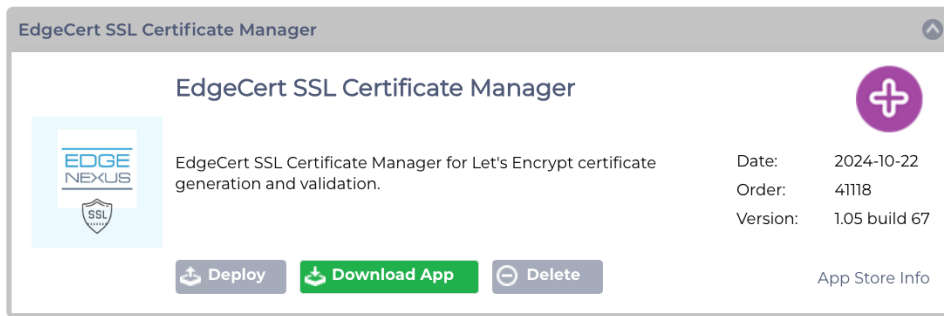 EdgeCert SSL Certificate Manager
EdgeCert SSL Certificate Manager
EDGE
NEXUS
SSL
EdgeCert SSL Certificate Manager for Let's Encrypt certificate
generation and validation.
Date: 2024-10-22
Order: 41118
Version: 1.05 build 67
Deploy
Download App
Delete
App Store Info